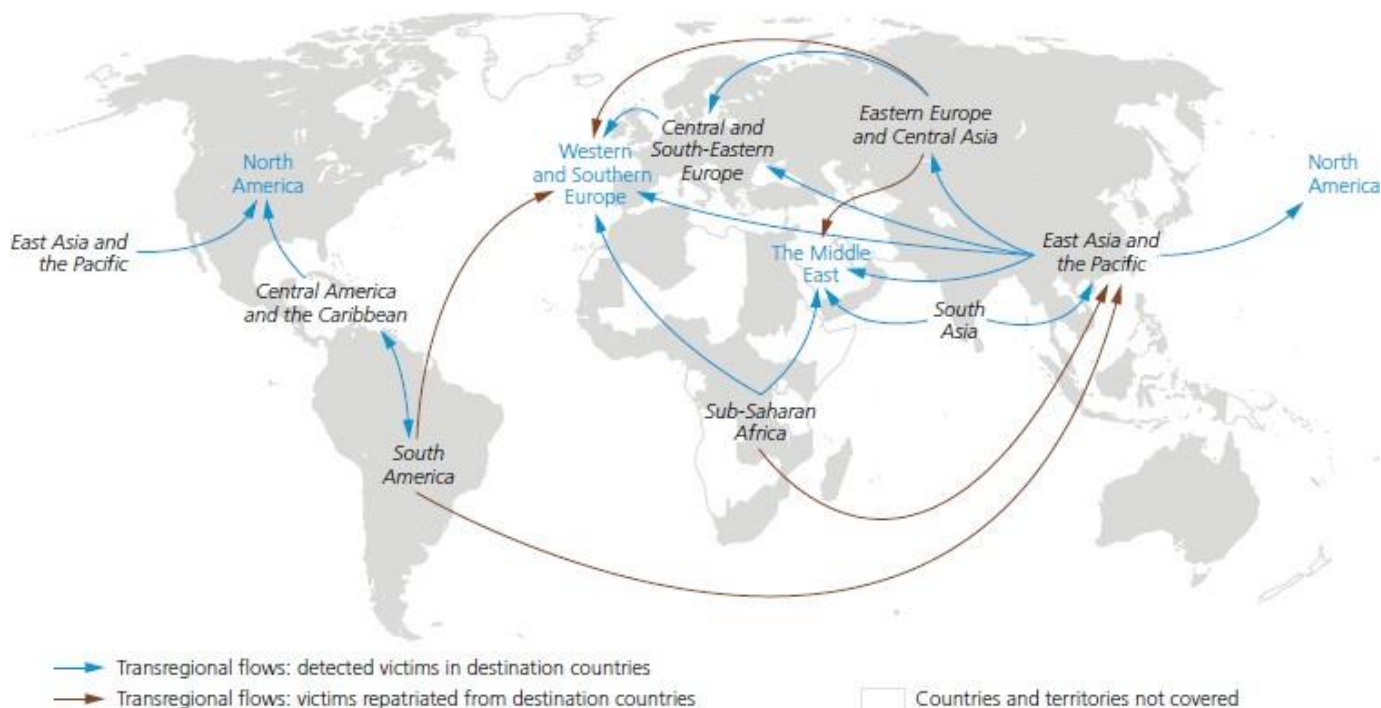 North
America
East Asia and
the Pacific
Central America
and the Caribbean
South
America
Western
and Southern
Europe
Central and
South-Eastern
Europe
Eastern Europe
and Central Asia
The Middle
East
South
Asia
Sub-Saharan
Africa
East Asia and
the Pacific
North
America
Transregional flows: detected victims in destination countries
Transregional flows: victims repatriated from destination countries
Countries and territories not covered